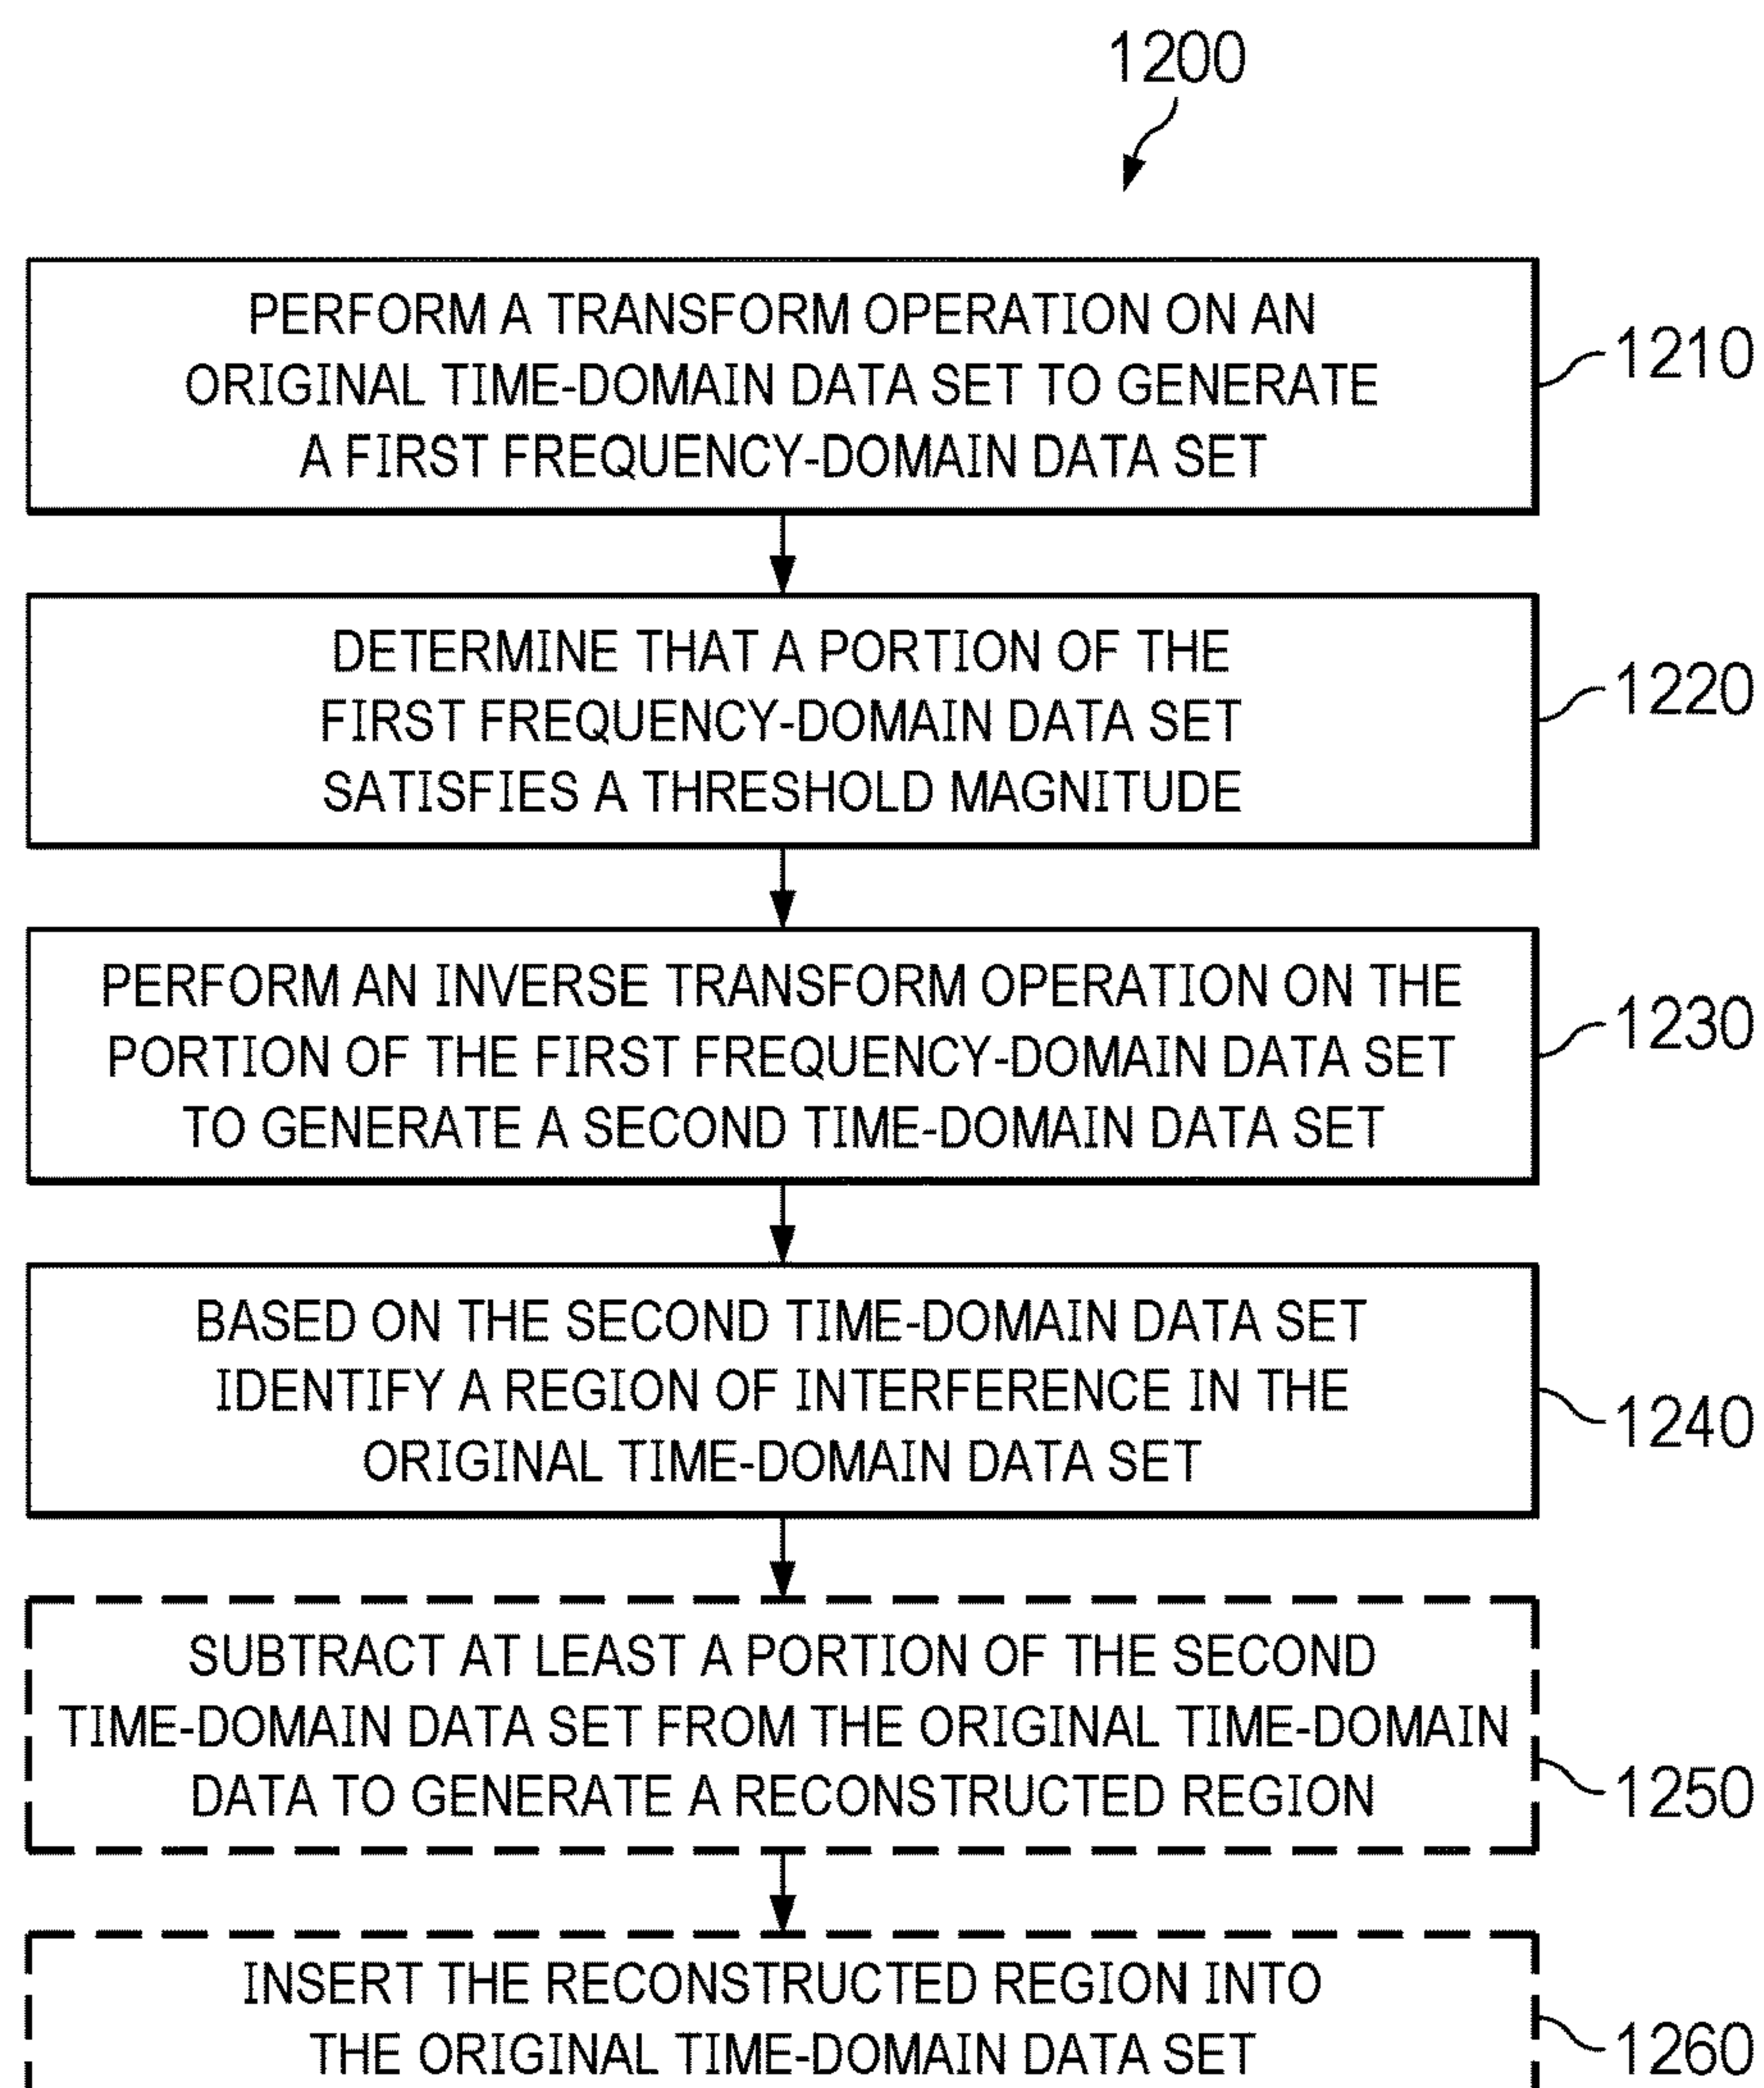 1200
PERFORM A TRANSFORM OPERATION ON AN
ORIGINAL TIME-DOMAIN DATA SET TO GENERATE
A FIRST FREQUENCY-DOMAIN DATA SET
1210
DETERMINE THAT A PORTION OF THE
FIRST FREQUENCY-DOMAIN DATA SET
SATISFIES A THRESHOLD MAGNITUDE
1220
PERFORM AN INVERSE TRANSFORM OPERATION ON THE
PORTION OF THE FIRST FREQUENCY-DOMAIN DATA SET
TO GENERATE A SECOND TIME-DOMAIN DATA SET
1230
BASED ON THE SECOND TIME-DOMAIN DATA SET
IDENTIFY A REGION OF INTERFERENCE IN THE
ORIGINAL TIME-DOMAIN DATA SET
1240
SUBTRACT AT LEAST A PORTION OF THE SECOND
TIME-DOMAIN DATA SET FROM THE ORIGINAL TIME-DOMAIN
DATA TO GENERATE A RECONSTRUCTED REGION
1250
INSERT THE RECONSTRUCTED REGION INTO
THE ORIGINAL TIME-DOMAIN DATA SET
1260